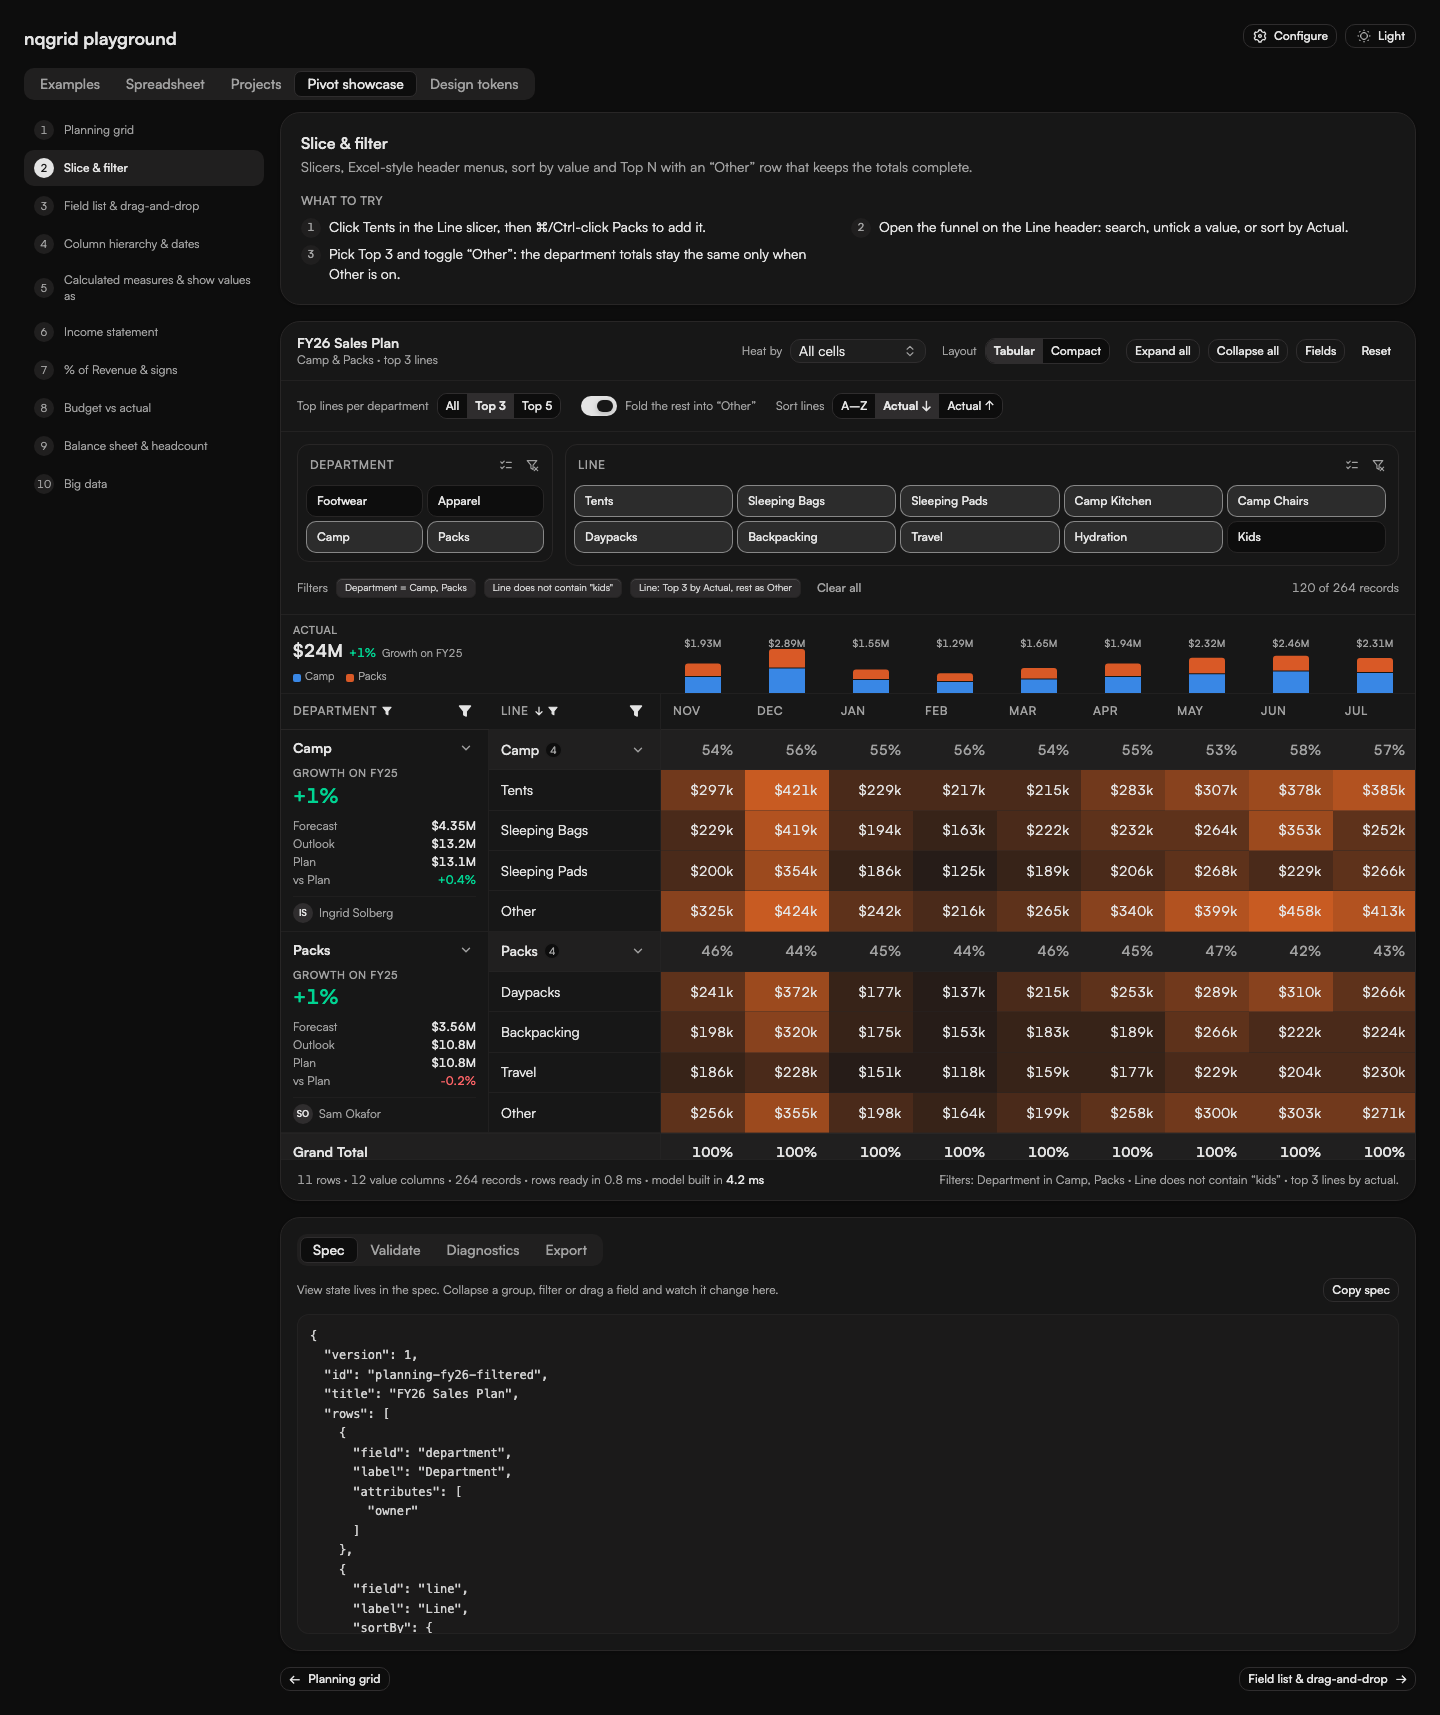 nqgrid playground
Configure
Light
Examples
Spreadsheet
Projects
Pivot showcase
Design tokens
1 Planning grid
2 Slice & filter
3 Field list & drag-and-drop
4 Column hierarchy & dates
5 Calculated measures & show values
as
6 Income statement
7 % of Revenue & signs
8 Budget vs actual
9 Balance sheet & headcount
10 Big data
Slice & filter
Slicers, Excel-style header menus, sort by value and Top N with an “Other” row that keeps the totals complete.
WHAT TO TRY
1 Click Tents in the Line slicer, then ⌘/Ctrl-click Packs to add it.
2 Open the funnel on the Line header: search, untick a value, or sort by Actual.
3 Pick Top 3 and toggle “Other”: the department totals stay the same only when
Other is on.
FY26 Sales Plan
Camp & Packs · top 3 lines
Heat by All cells Layout Tabular Compact Expand all Collapse all Fields Reset
Top lines per department All Top 3 Top 5 Fold the rest into “Other” Sort lines A–Z Actual ↓ Actual ↑
DEPARTMENT
Footwear Apparel
Camp Packs
LINE
Tents Sleeping Bags Sleeping Pads Camp Kitchen Camp Chairs
Daypacks Backpacking Travel Hydration Kids
Filters Department = Camp, Packs Line does not contain "kids" Line: Top 3 by Actual, rest as Other Clear all 120 of 264 records
ACTUAL
$24M +1% Growth on FY25
Camp Packs
$1.93M $2.89M $1.55M $1.29M $1.65M $1.94M $2.32M $2.46M $2.31M
DEPARTMENT LINE ↓ NOV DEC JAN FEB MAR APR MAY JUN JUL
Camp
GROWTH ON FY25
+1%
Forecast $4.35M
Outlook $13.2M
Plan $13.1M
vs Plan +0.4%
IS Ingrid Solberg
Camp 4 54% 56% 55% 56% 54% 55% 53% 58% 57%
Tents $297k $421k $229k $217k $215k $283k $307k $378k $385k
Sleeping Bags $229k $419k $194k $163k $222k $232k $264k $353k $252k
Sleeping Pads $200k $354k $186k $125k $189k $206k $268k $229k $266k
Other $325k $424k $242k $216k $265k $340k $399k $458k $413k
Packs
GROWTH ON FY25
+1%
Forecast $3.56M
Outlook $10.8M
Plan $10.8M
vs Plan -0.2%
SO Sam Okafor
Packs 4 46% 44% 45% 44% 46% 45% 47% 42% 43%
Daypacks $241k $372k $177k $137k $215k $253k $289k $310k $266k
Backpacking $198k $320k $175k $153k $183k $189k $266k $222k $224k
Travel $186k $228k $151k $118k $159k $177k $229k $204k $230k
Other $256k $355k $198k $164k $199k $258k $300k $303k $271k
Grand Total 100% 100% 100% 100% 100% 100% 100% 100% 100%
11 rows · 12 value columns · 264 records · rows ready in 0.8 ms · model built in 4.2 ms
Filters: Department in Camp, Packs · Line does not contain "kids" · top 3 lines by actual.
Spec Validate Diagnostics Export
View state lives in the spec. Collapse a group, filter or drag a field and watch it change here.
Copy spec
{
"version": 1,
"id": "planning-fy26-filtered",
"title": "FY26 Sales Plan",
"rows": [
{
"field": "department",
"label": "Department",
"attributes": [
"owner"
]
},
{
"field": "line",
"label": "Line",
"sortBy": {
← Planning grid
Field list & drag-and-drop →